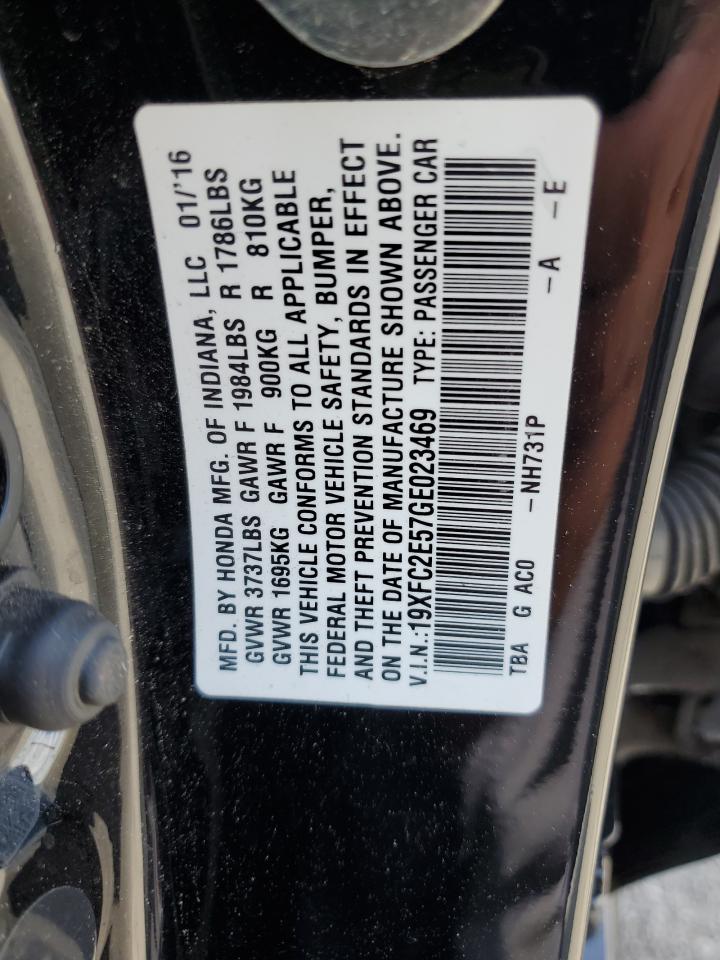 MFD. BY HONDA MFG. OF INDIANA, LLC 01/'16
GVWR 3737LBS GAWR F 1984LBS R 1786LBS
GVWR 1695KG GAWR F 900KG R 810KG
THIS VEHICLE CONFORMS TO ALL APPLICABLE
FEDERAL MOTOR VEHICLE SAFETY, BUMPER,
AND THEFT PREVENTION STANDARDS IN EFFECT
ON THE DATE OF MANUFACTURE SHOWN ABOVE.
V.I.N.:19XFC2E57GE023469 TYPE: PASSENGER CAR
TBA G AC0 -NH731P -A -E